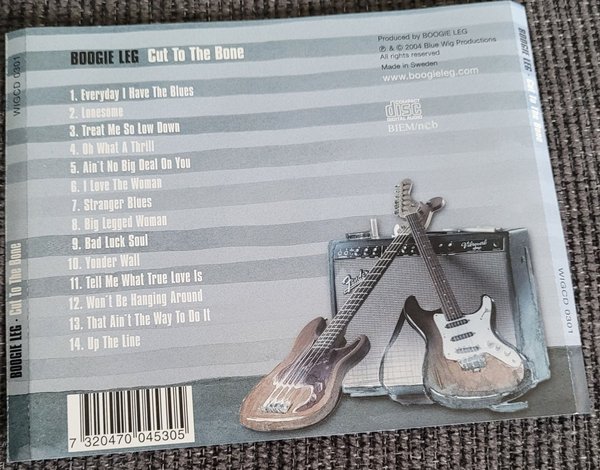 BOOGIE LEG Cut To The Bone
1. Everyday I Have The Blues
2. Lonesome
3. Treat Me So Low Down
4. Oh What A Thrill
5. Ain't No Big Deal On You
6. I Love The Woman
7. Stranger Blues
8. Big Legged Woman
9. Bad Luck Soul
10. Yonder Wall
11. Tell Me What True Love Is
12. Won't Be Hanging Around
13. That Ain't The Way To Do It
14. Up The Line
Produced by BOOGIE LEG
℗ & © 2004 Blue Wig Productions
All rights reserved
Made in Sweden
www.boogieleg.com
COMPACT
disc
DIGITAL AUDIO
BIEM/ncb
Fender
7 320470 045305
WIGCD 0301
BOOGIE LEG · Cut To The Bone
BOOGIE LEG · Cut To The Bone
WIGCD 0301